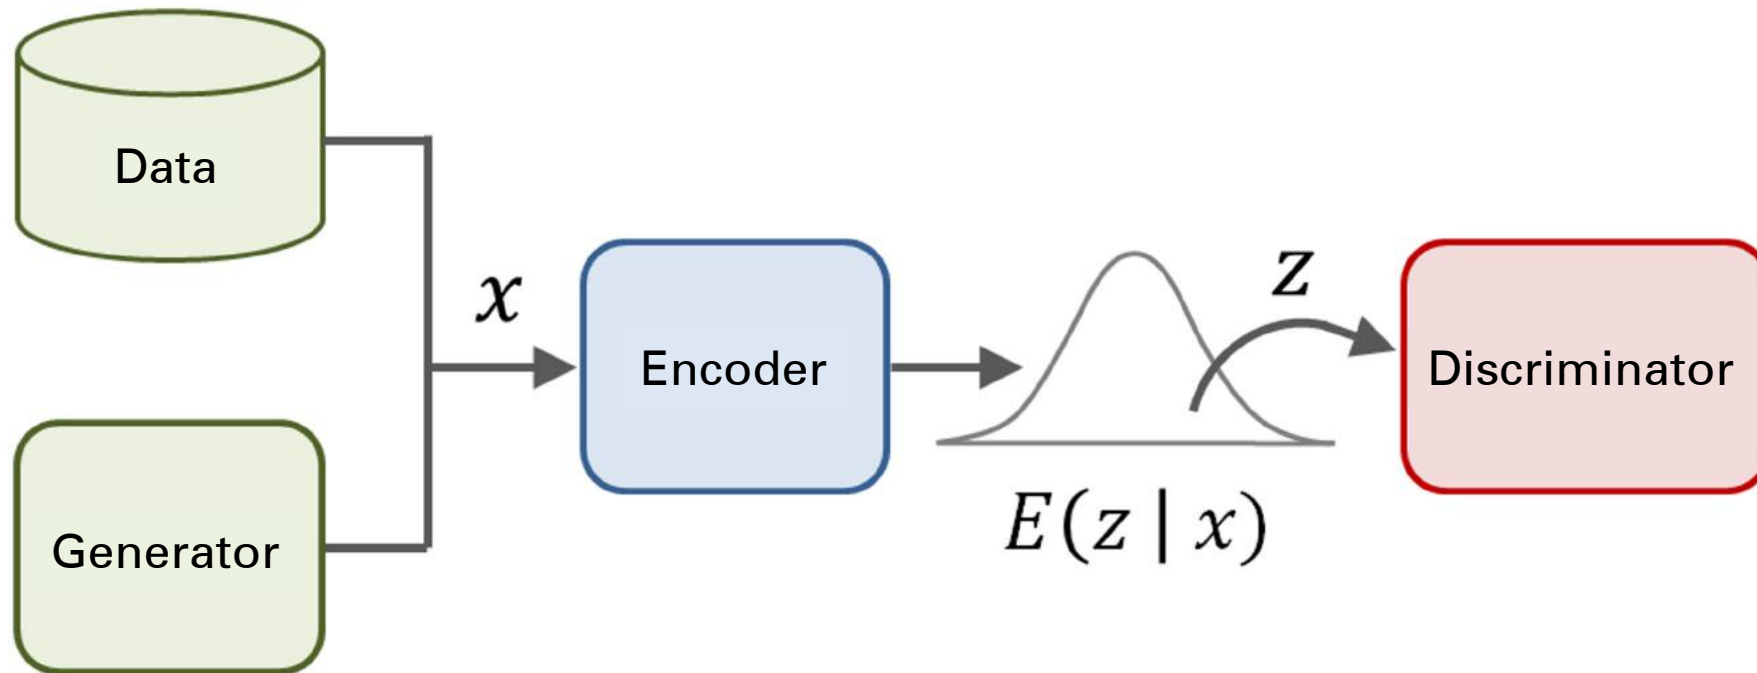 Data
x
Encoder
z
Discriminator
E(z | x)
Generator